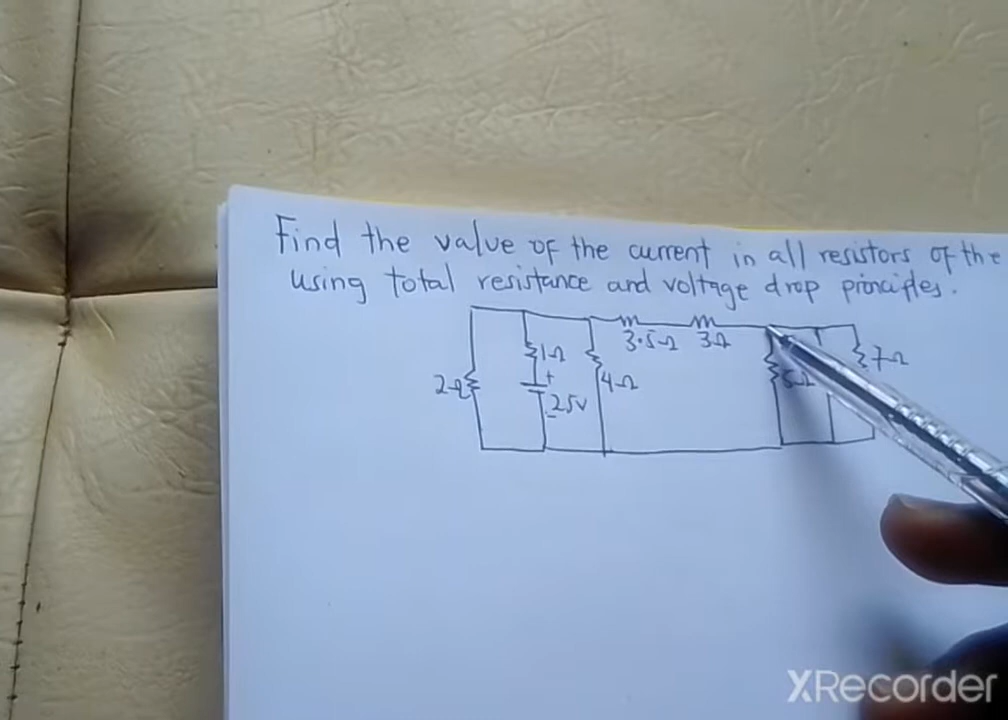 Find the value of the current in all resistors of the
using total resistance and voltage drop principles.
3.5Ω 3Ω
1Ω 7Ω
2Ω + 4Ω
25V
-
XRecorder